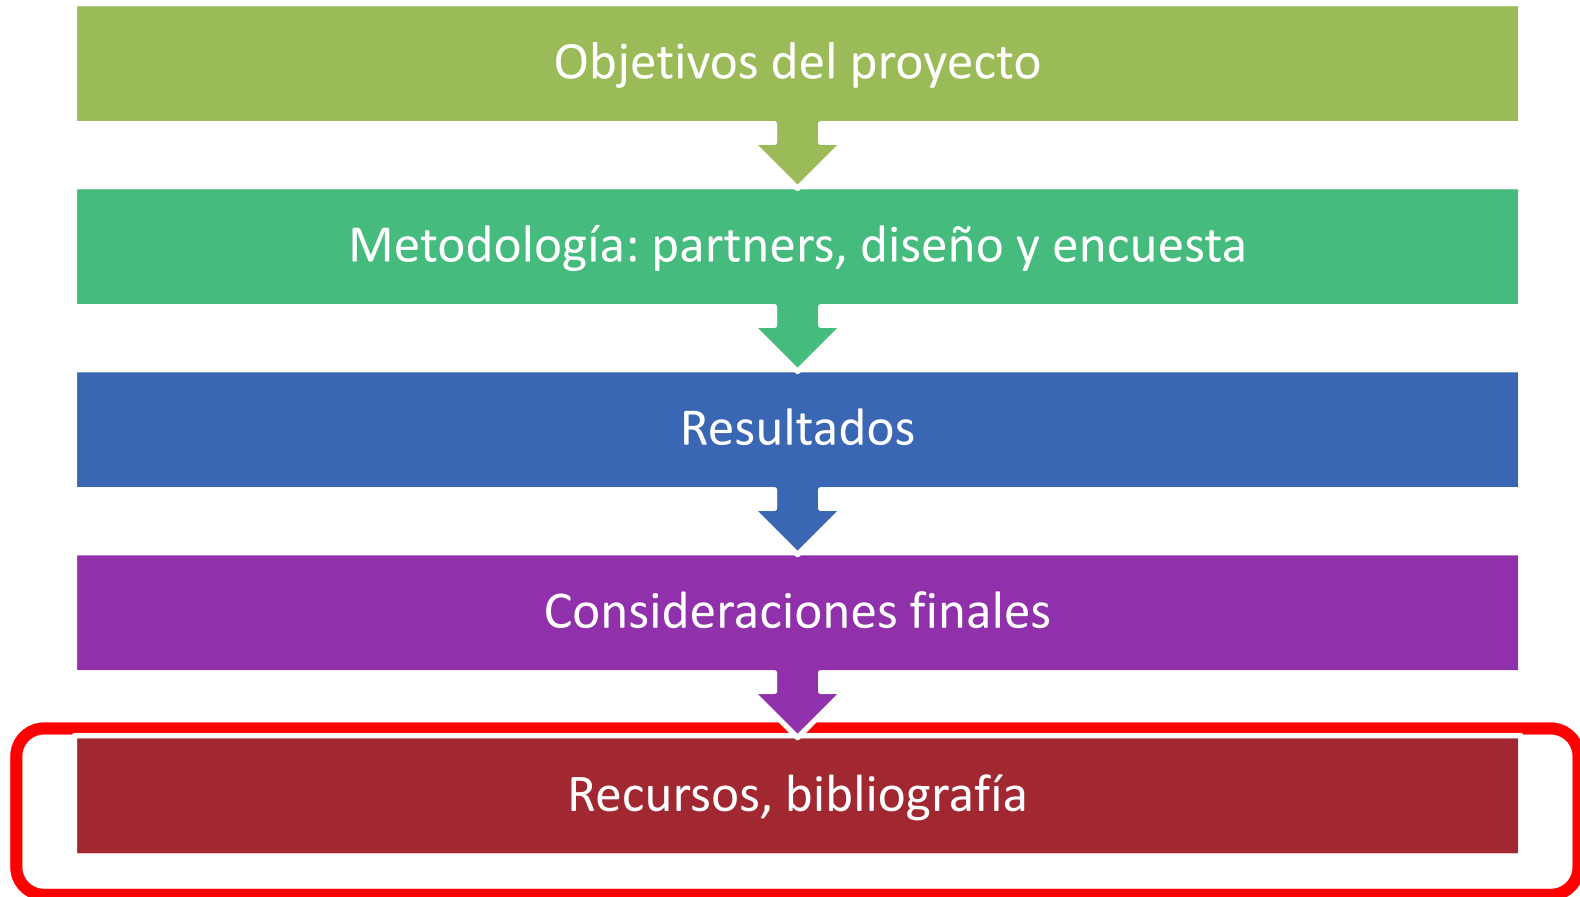 Objetivos del proyecto
Metodología: partners, diseño y encuesta
Resultados
Consideraciones finales
Recursos, bibliografía